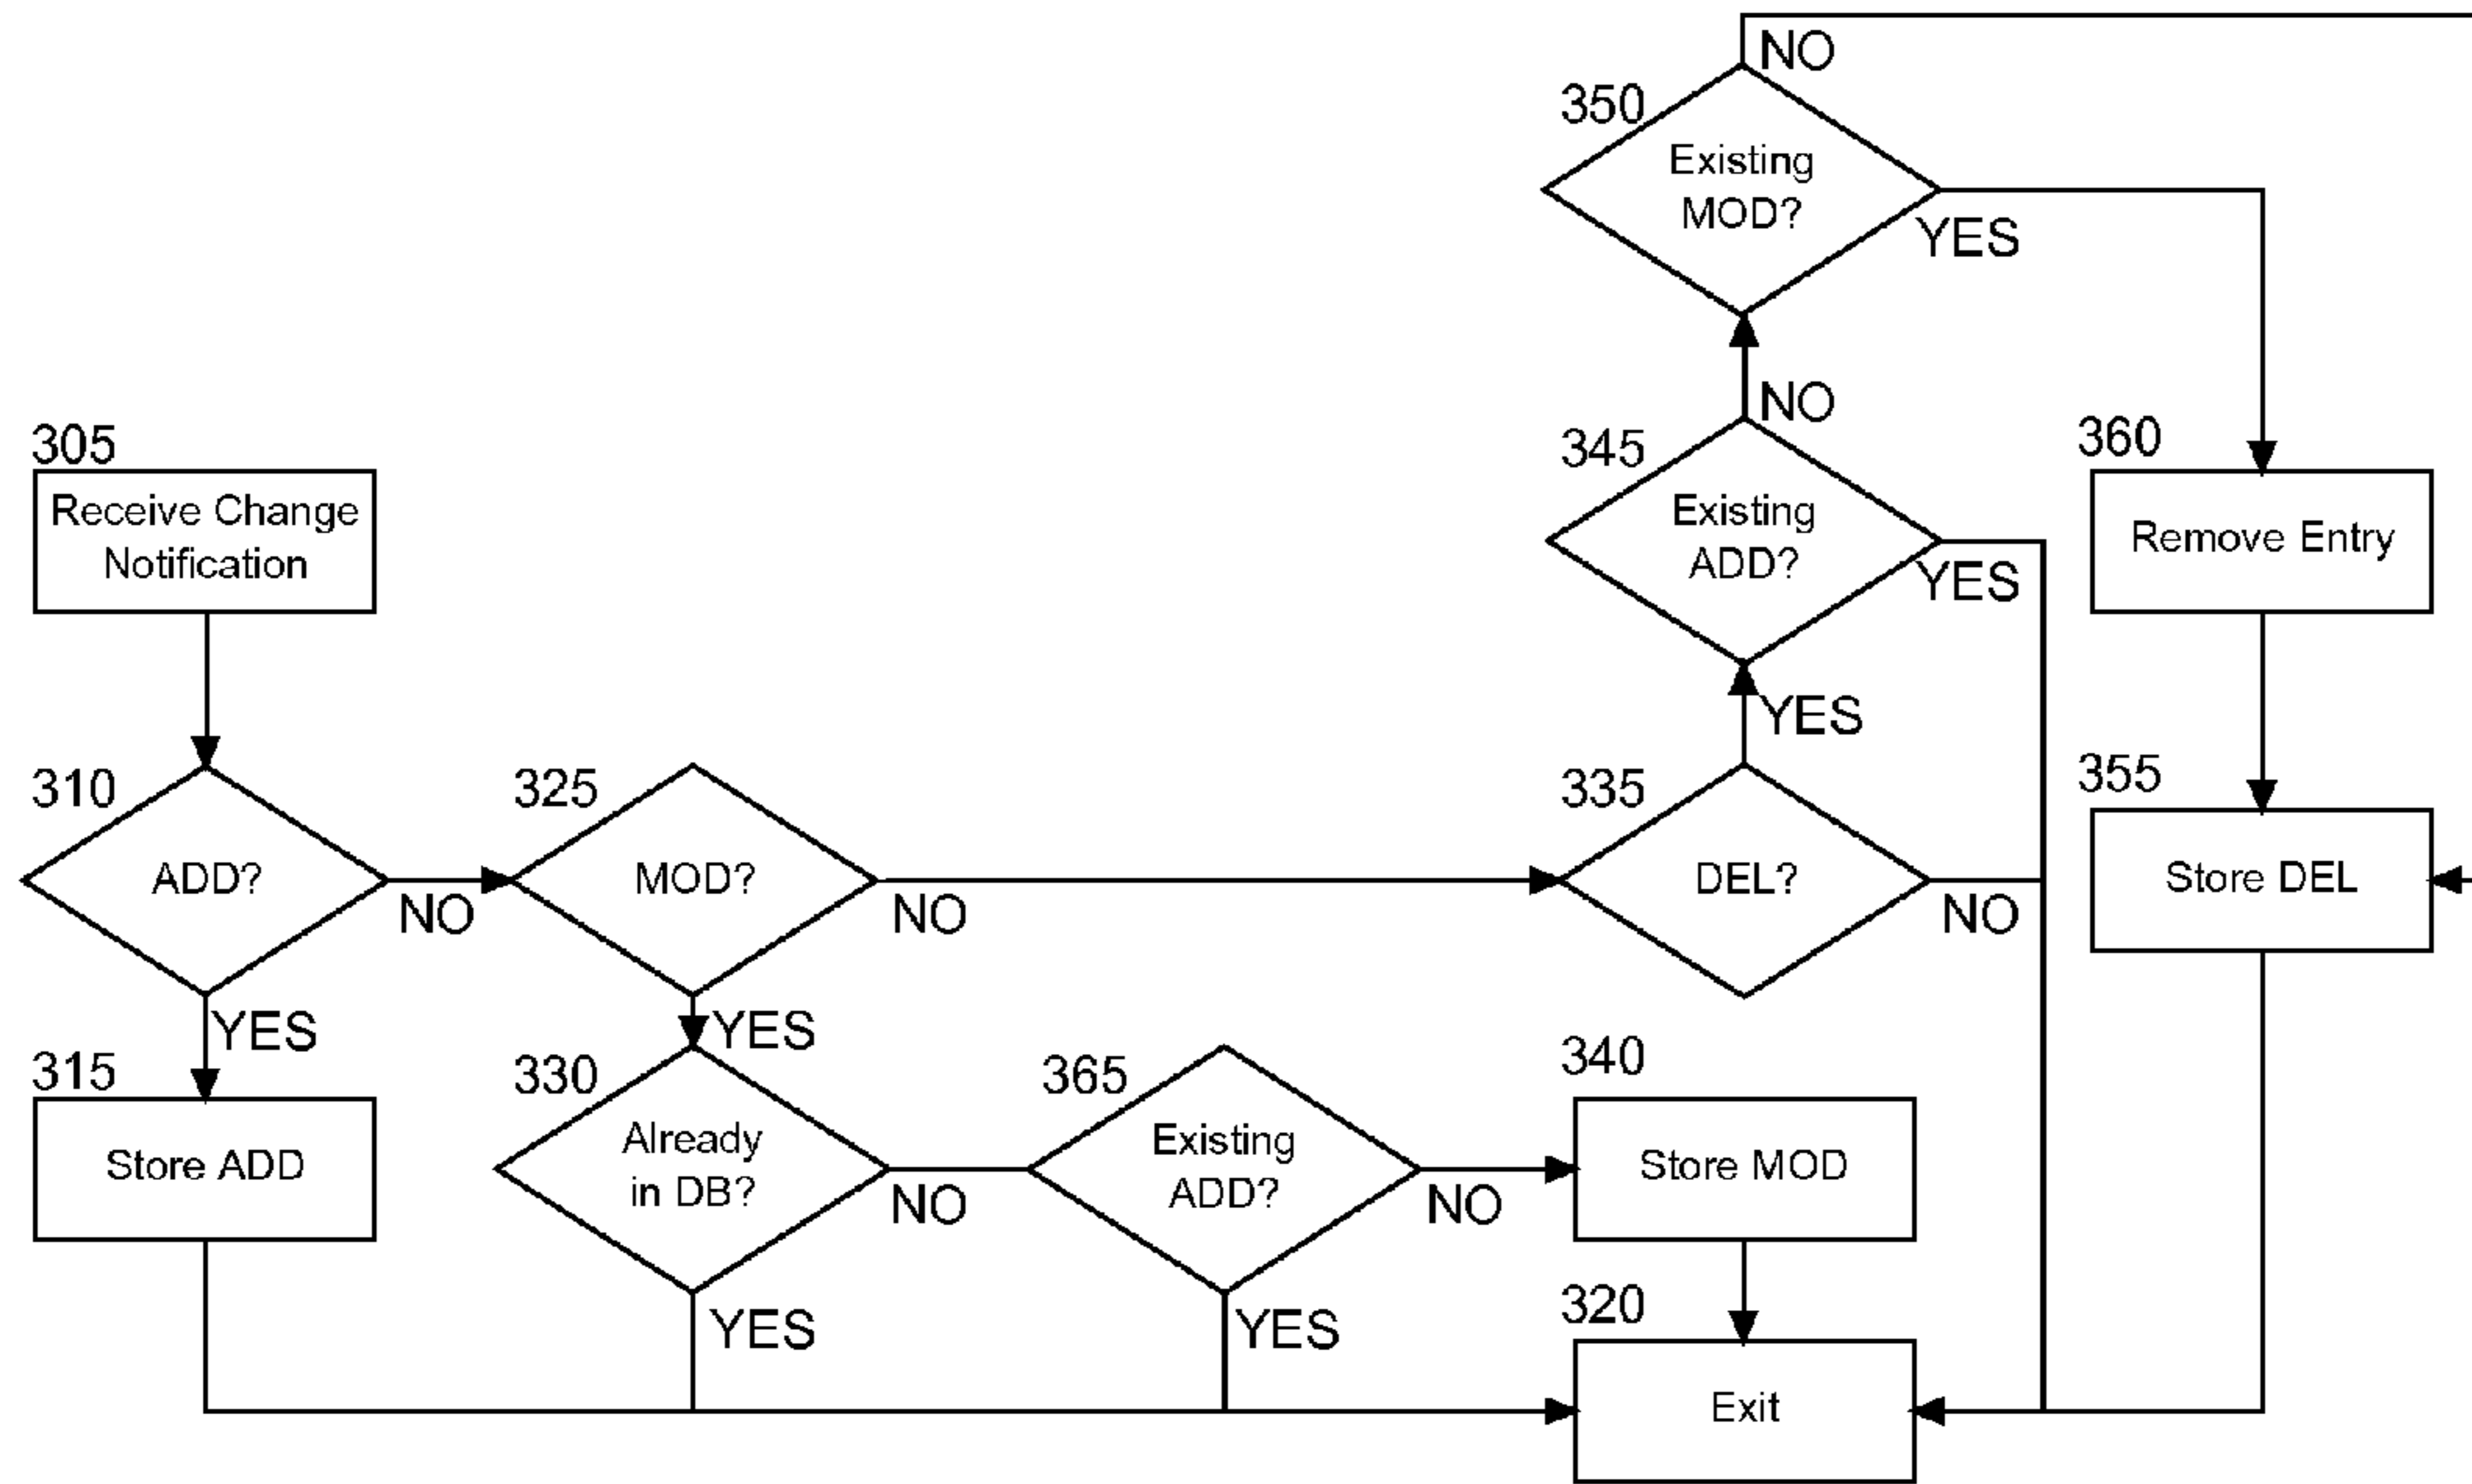 NO
350
Existing
MOD?
YES
NO
305
345
360
Receive Change
Notification
Existing
ADD?
YES
Remove Entry
YES
310
325
335
355
ADD?
NO
MOD?
NO
DEL?
NO
Store DEL
YES
YES
315
330
365
340
Store ADD
Already
in DB?
NO
Existing
ADD?
NO
Store MOD
YES
YES
320
Exit